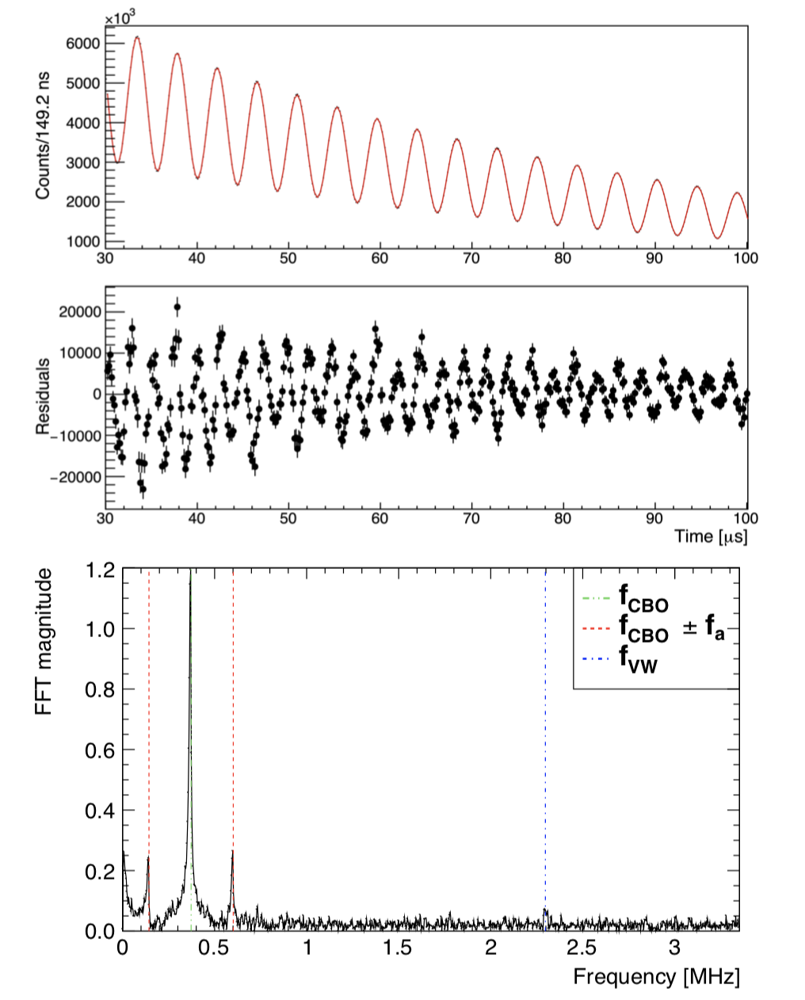 ×10³
6000
5000
4000
3000
2000
1000
Counts/149.2 ns
30 40 50 60 70 80 90 100
20000
10000
0
−10000
−20000
Residuals
30 40 50 60 70 80 90 100
Time [μs]
1.2
1.0
0.8
0.6
0.4
0.2
0.0
FFT magnitude
f_CBO
f_CBO ± f_a
f_VW
0 0.5 1 1.5 2 2.5 3
Frequency [MHz]